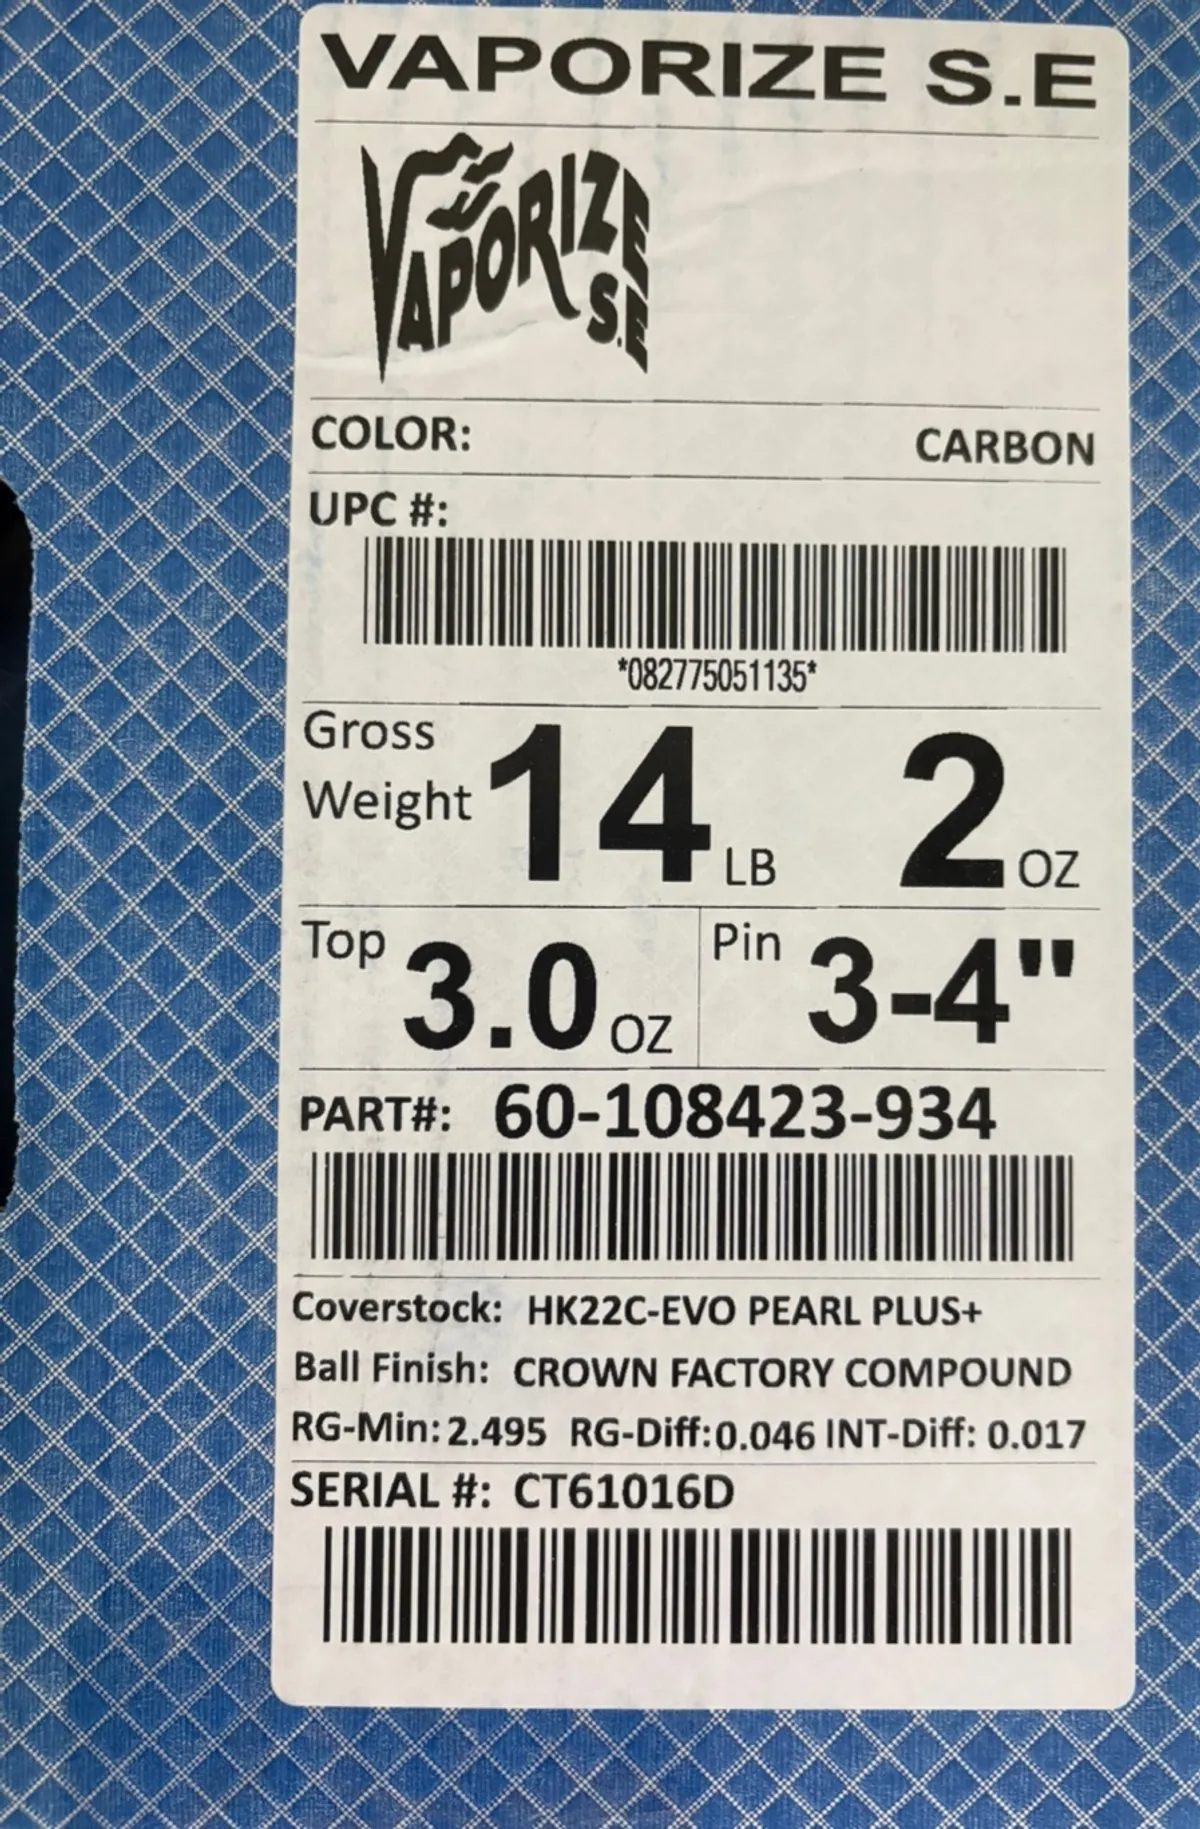 VAPORIZE S.E
VAPORIZE
S.E
COLOR: CARBON
UPC #:
*082775051135*
Gross
Weight 14 LB 2 OZ
Top 3.0 OZ Pin 3-4"
PART#: 60-108423-934
Coverstock: HK22C-EVO PEARL PLUS+
Ball Finish: CROWN FACTORY COMPOUND
RG-Min: 2.495 RG-Diff: 0.046 INT-Diff: 0.017
SERIAL #: CT61016D